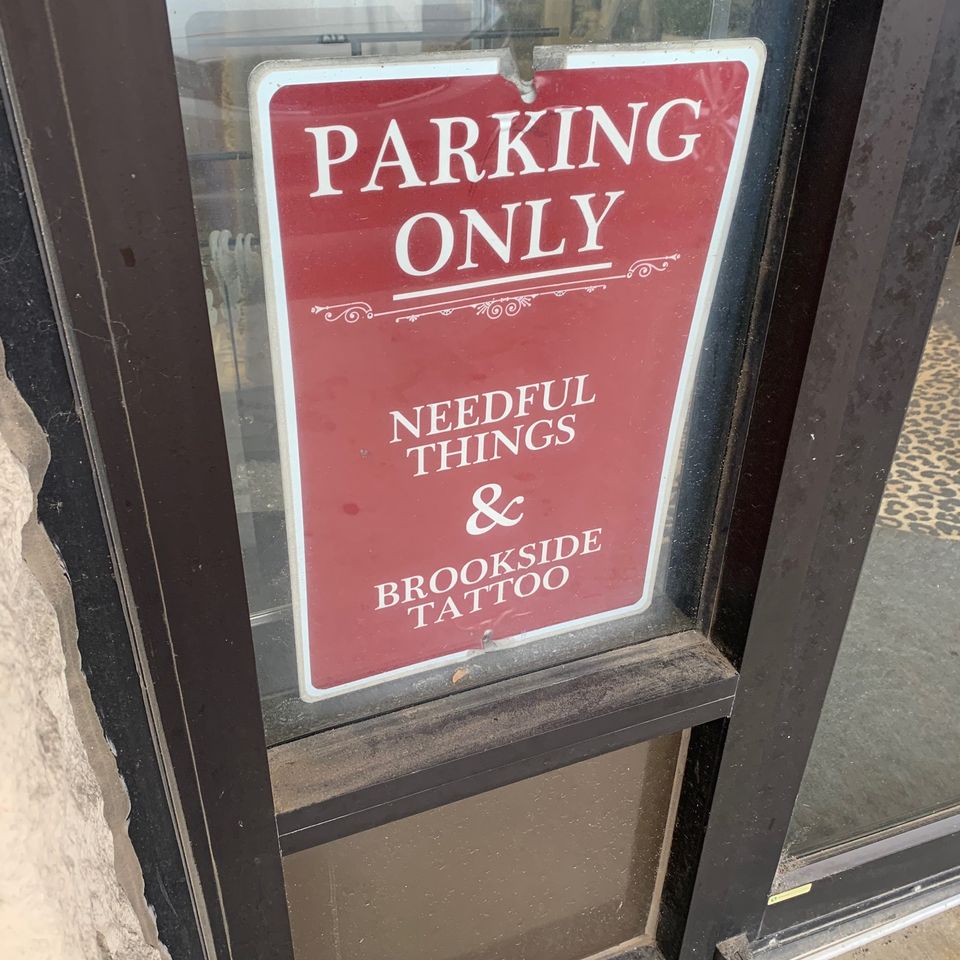 PARKING
ONLY
NEEDFUL
THINGS
&
BROOKSIDE
TATTOO